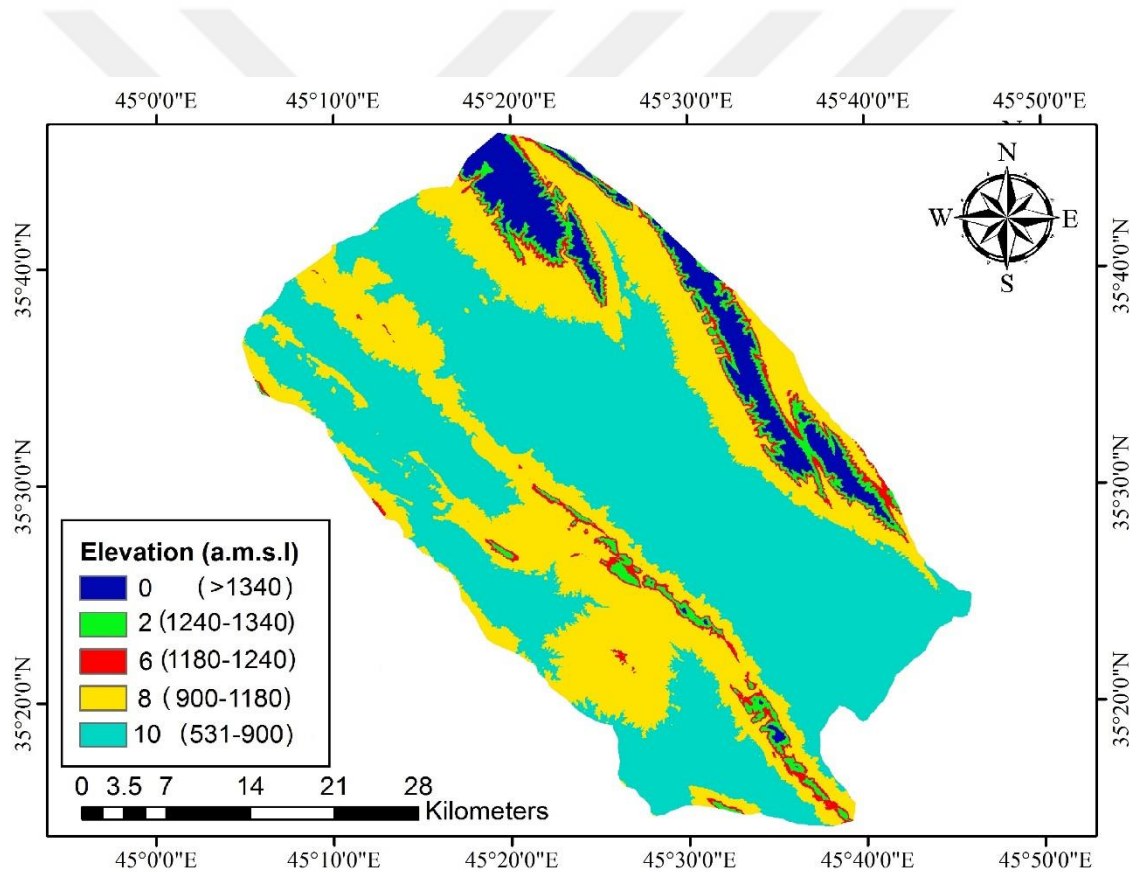 45°0'0"E 45°10'0"E 45°20'0"E 45°30'0"E 45°40'0"E 45°50'0"E
N
W E
S
35°40'0"N 35°40'0"N
35°30'0"N 35°30'0"N
35°20'0"N 35°20'0"N
Elevation (a.m.s.l)
0 (>1340)
2 (1240-1340)
6 (1180-1240)
8 (900-1180)
10 (531-900)
0 3.5 7 14 21 28
Kilometers
45°0'0"E 45°10'0"E 45°20'0"E 45°30'0"E 45°40'0"E 45°50'0"E